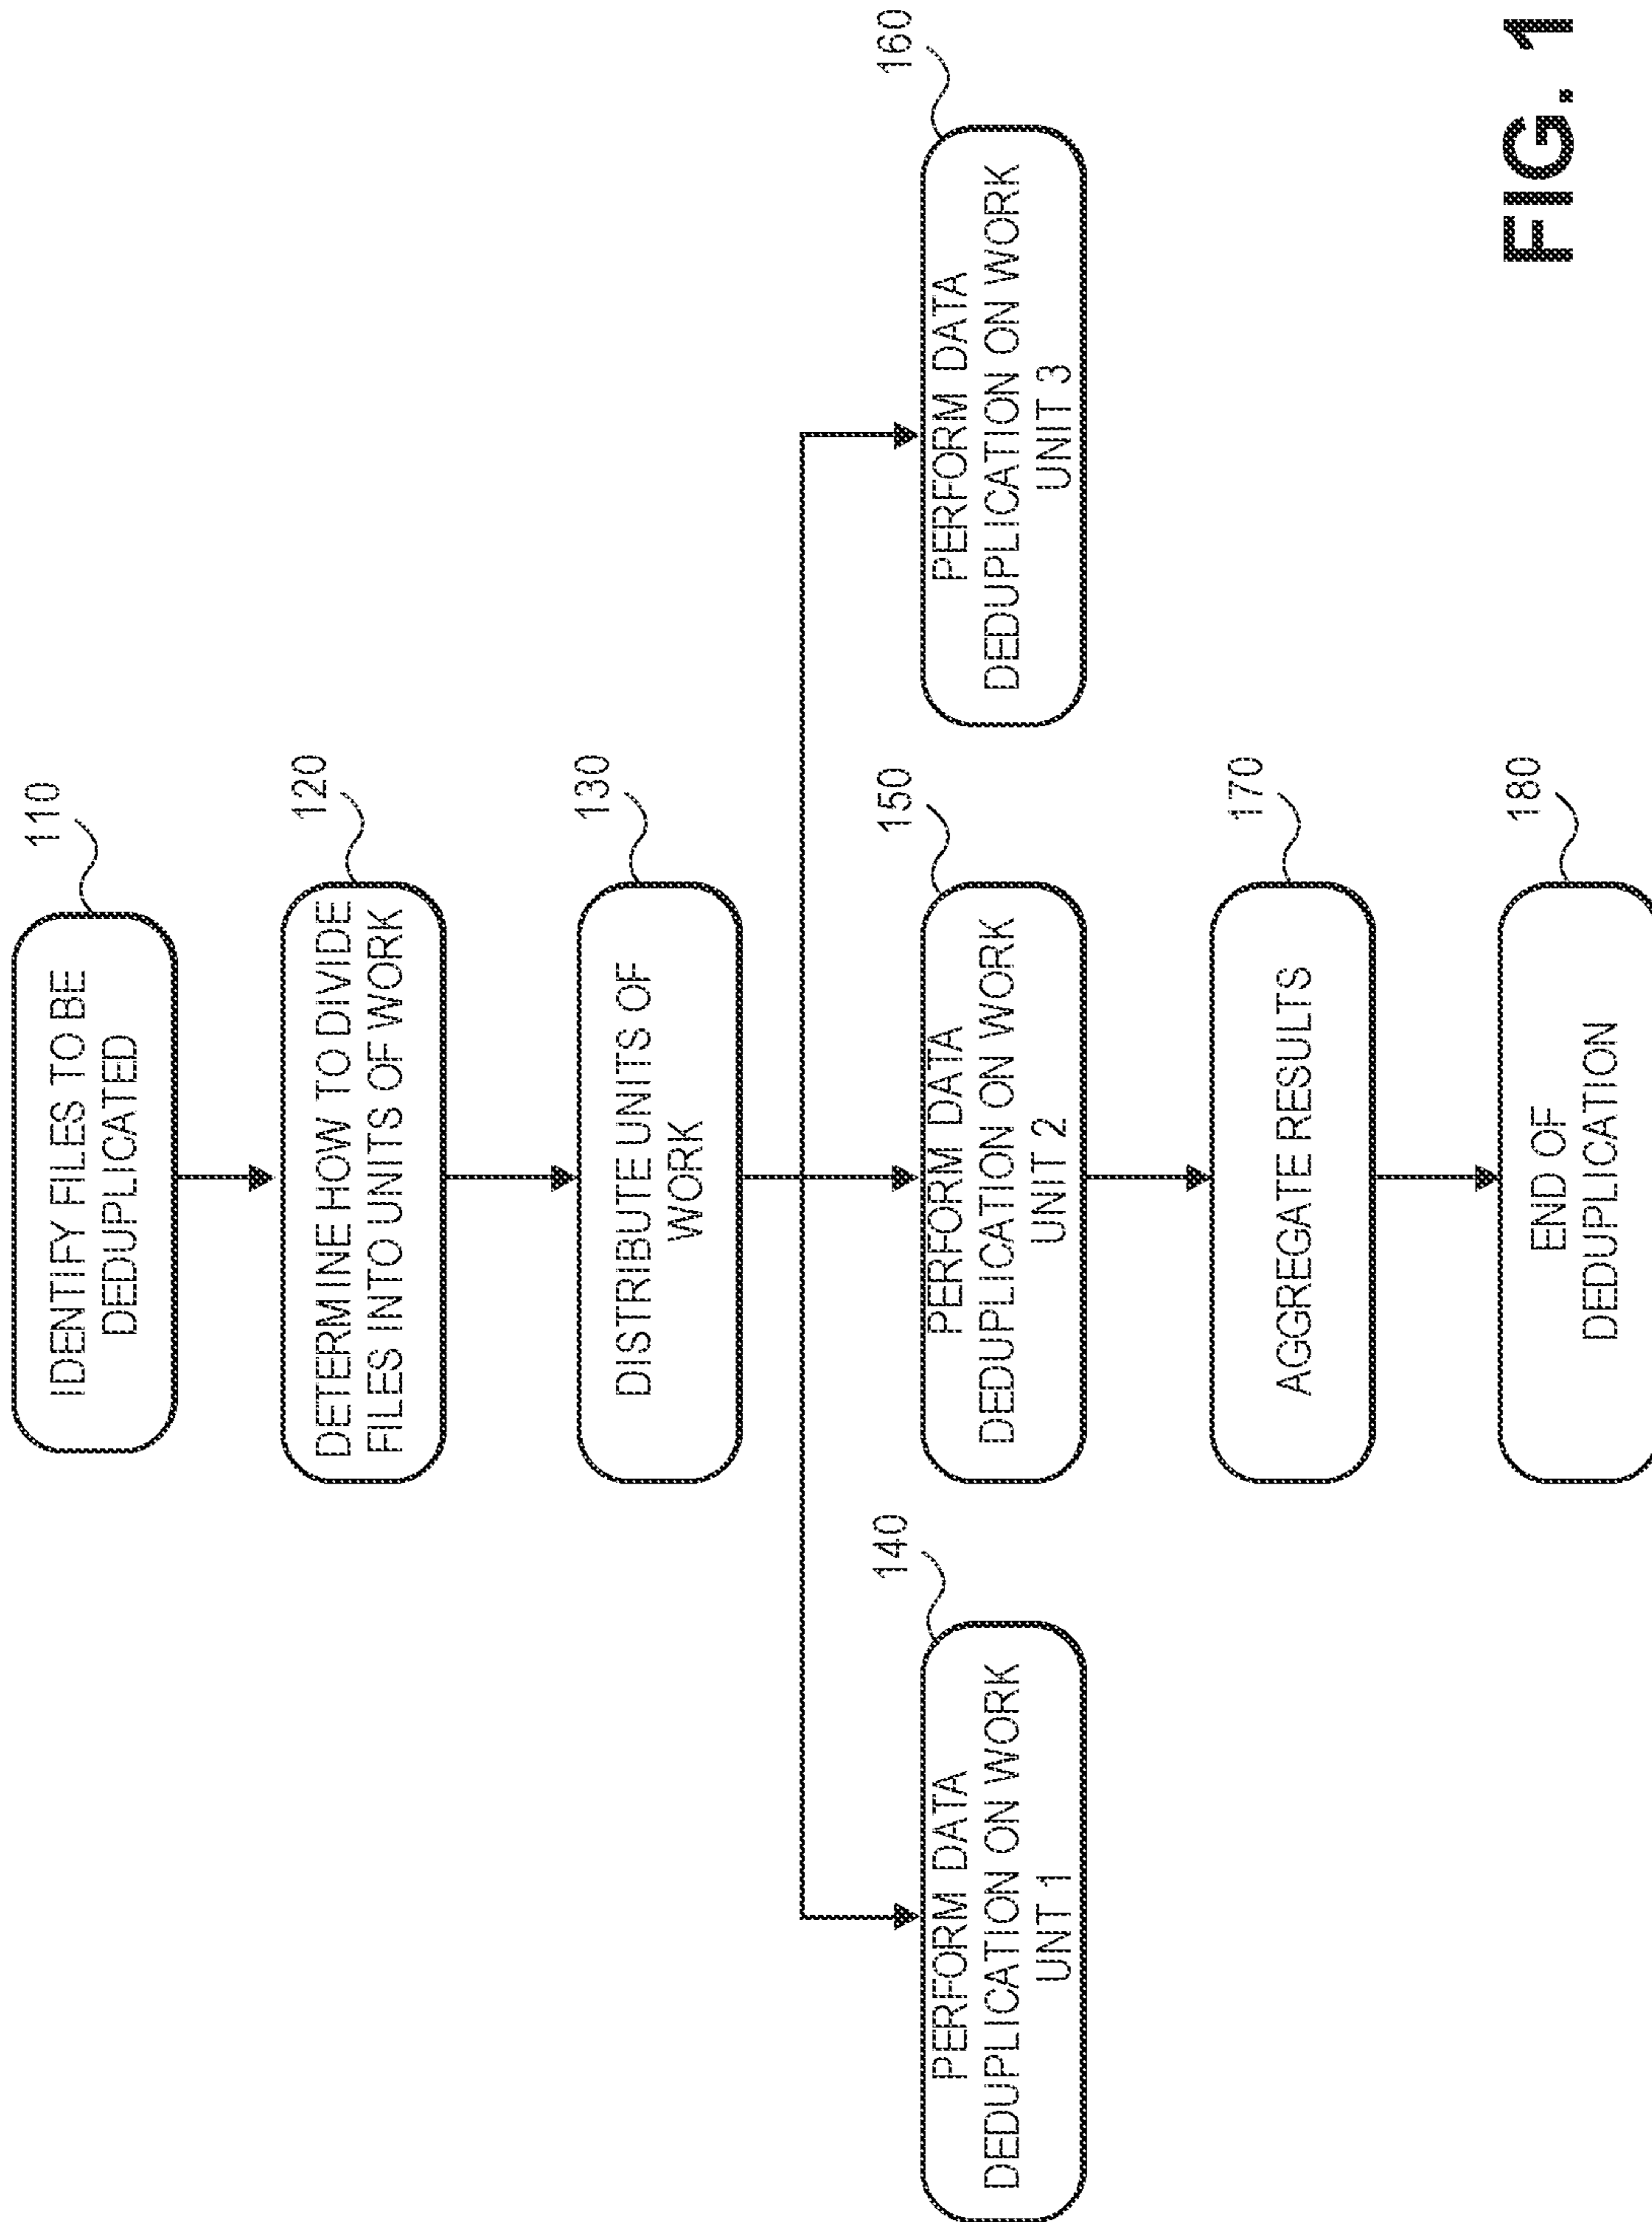 110
IDENTIFY FILES TO BE
DEDUPLICATED
120
DETERMINE HOW TO DIVIDE
FILES INTO UNITS OF WORK
130
DISTRIBUTE UNITS OF
WORK
140
PERFORM DATA
DEDUPLICATION ON WORK
UNT 1
150
PERFORM DATA
DEDUPLICATION ON WORK
UNIT 2
160
PERFORM DATA
DEDUPLICATION ON WORK
UNIT 3
170
AGGREGATE RESULTS
180
END OF
DEDUPLICATION
FIG. 1